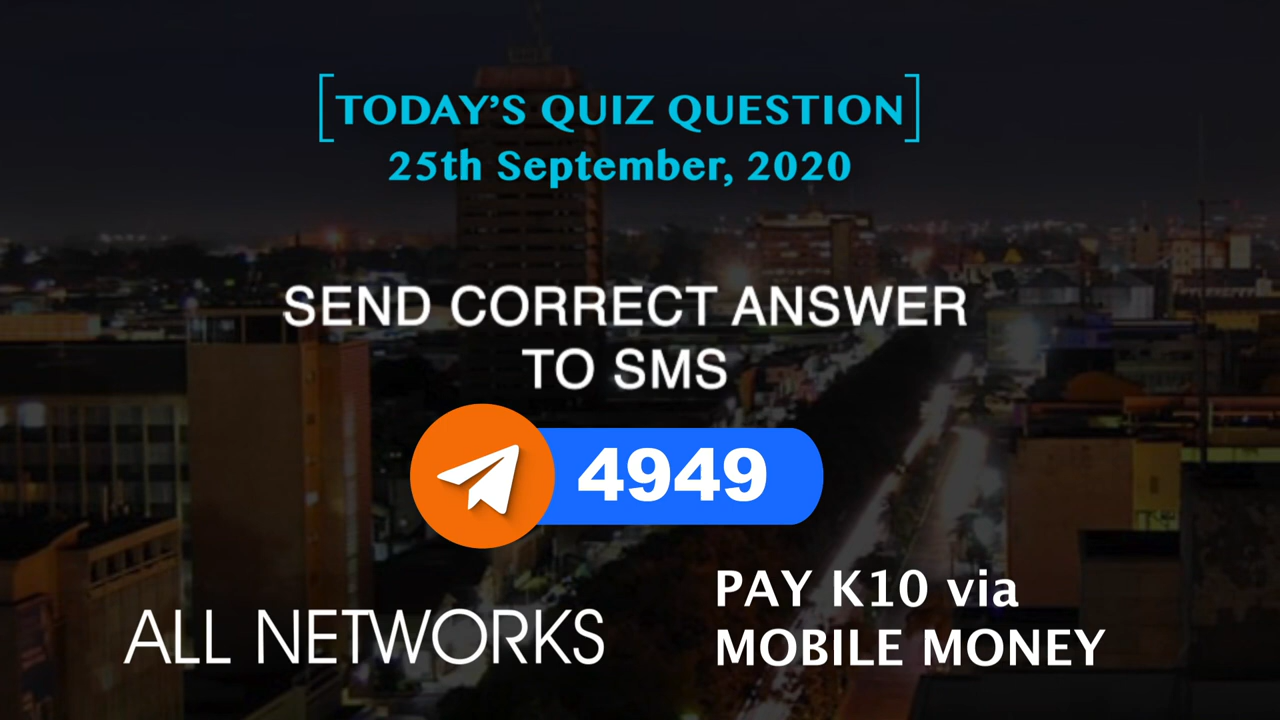 [TODAY'S QUIZ QUESTION]
25th September, 2020
SEND CORRECT ANSWER
TO SMS
4949
ALL NETWORKS
PAY K10 via
MOBILE MONEY